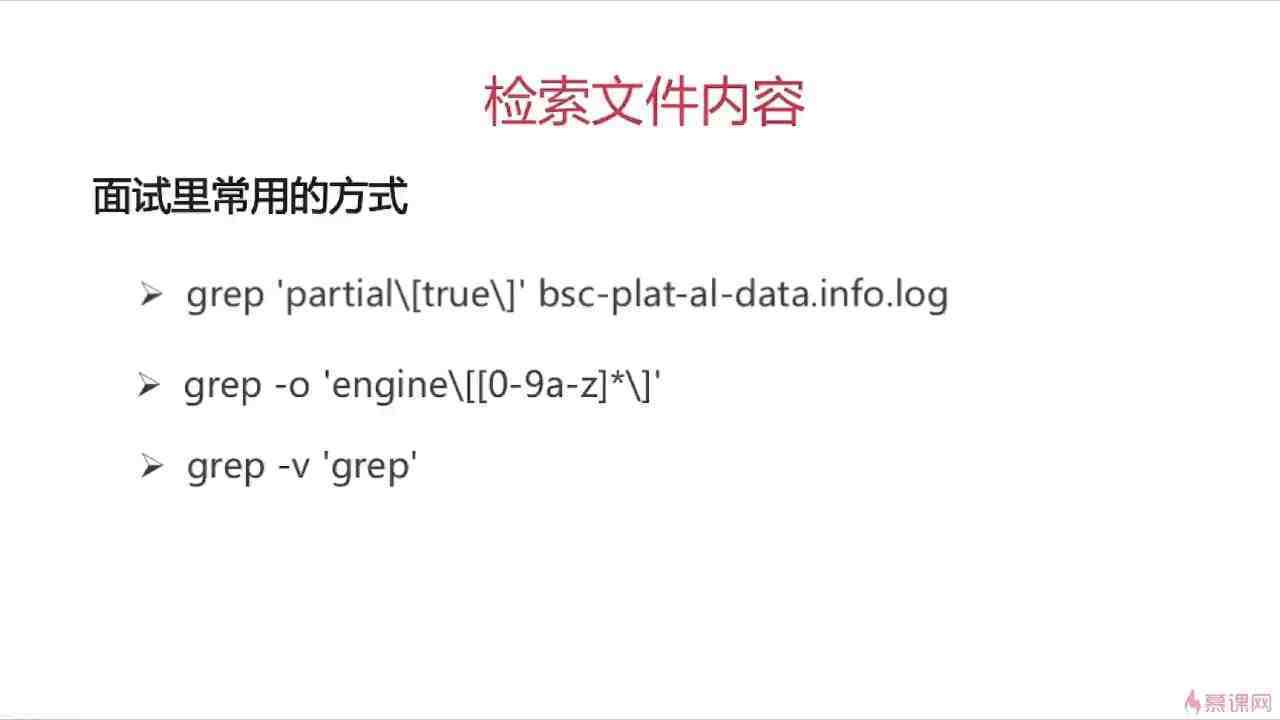 检索文件内容
面试里常用的方式
➢ grep 'partial\[true\]' bsc-plat-al-data.info.log
➢ grep -o 'engine\[[0-9a-z]*\]'
➢ grep -v 'grep'
慕课网